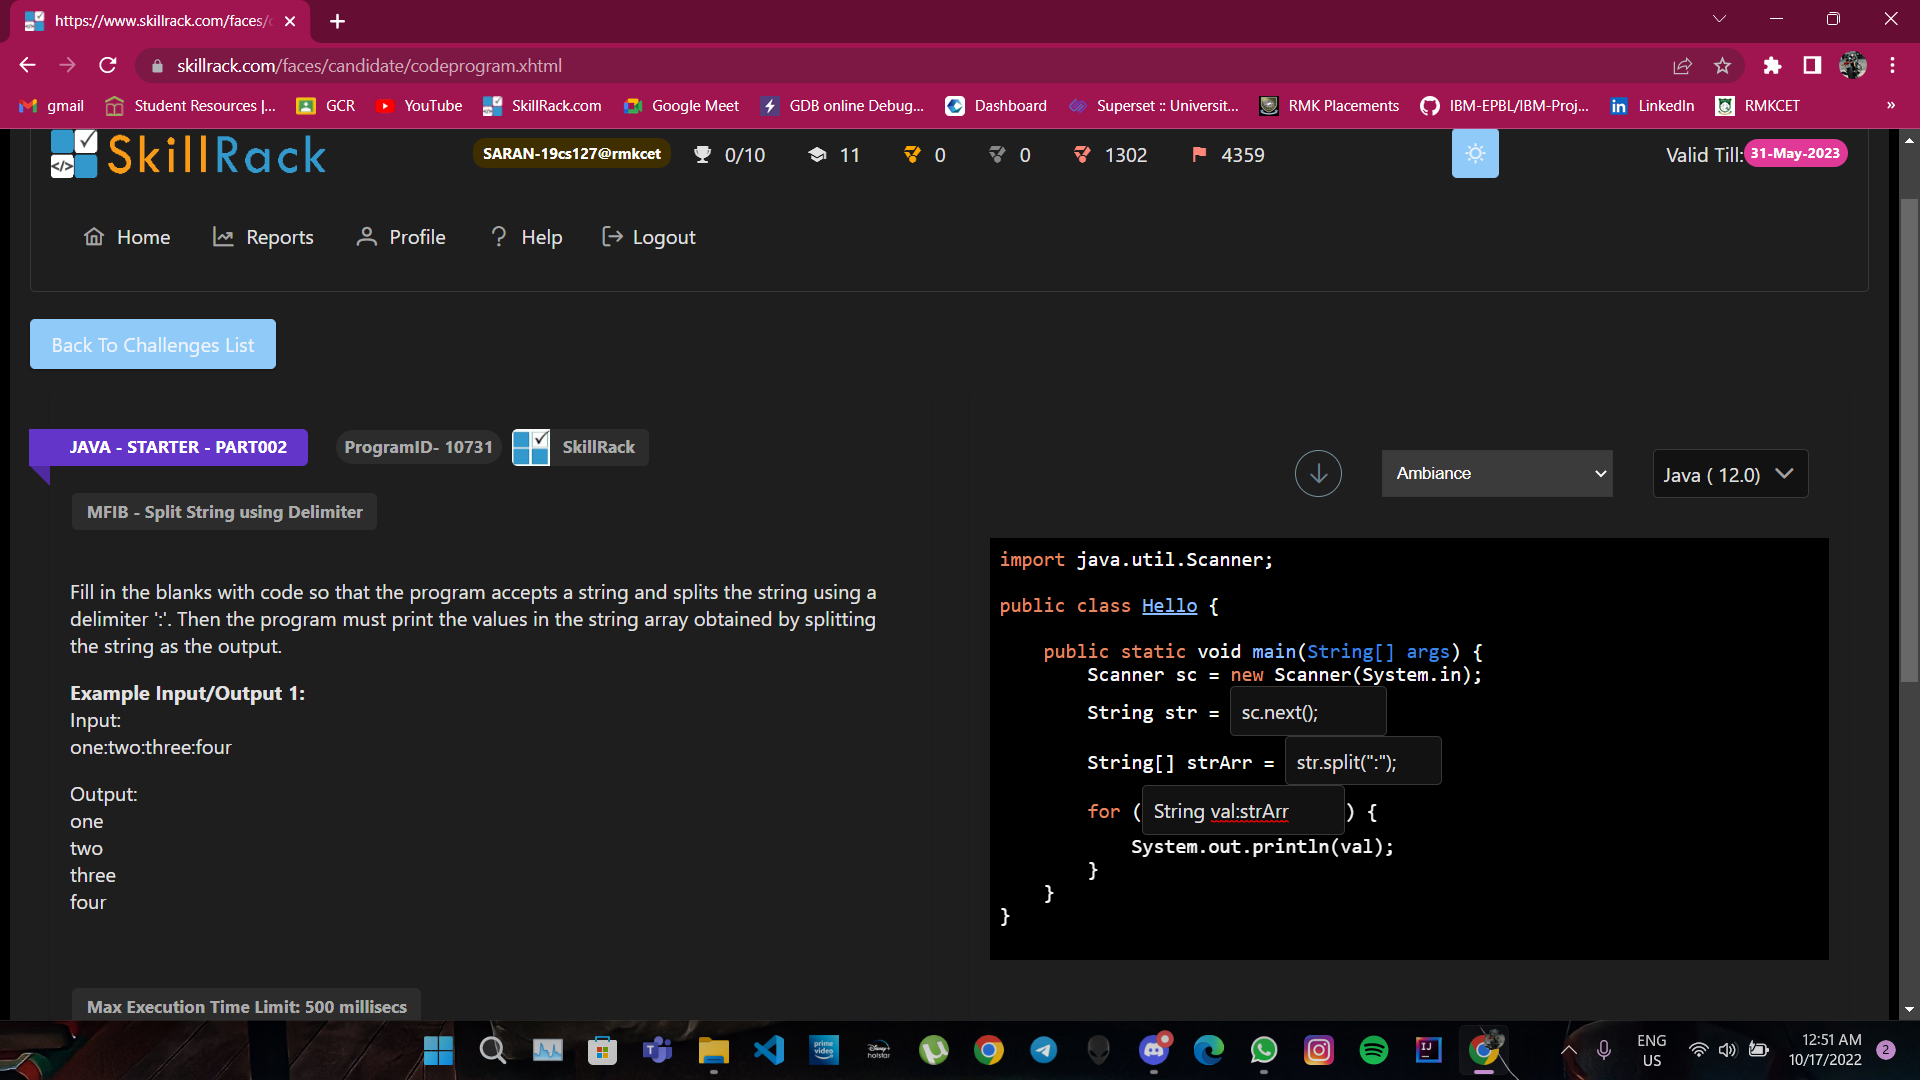 https://www.skillrack.com/faces/c
skillrack.com/faces/candidate/codeprogram.xhtml
gmail
Student Resources |...
GCR
YouTube
SkillRack.com
Google Meet
GDB online Debug...
Dashboard
Superset :: Universit...
RMK Placements
IBM-EPBL/IBM-Proj...
LinkedIn
RMKCET
»
SkillRack
SARAN-19cs127@rmkcet
0/10
11
0
0
1302
4359
Valid Till: 31-May-2023
Home
Reports
Profile
Help
Logout
Back To Challenges List
JAVA - STARTER - PART002
ProgramID- 10731
SkillRack
Ambiance
Java ( 12.0)
MFIB - Split String using Delimiter
Fill in the blanks with code so that the program accepts a string and splits the string using a
delimiter ':'. Then the program must print the values in the string array obtained by splitting
the string as the output.
Example Input/Output 1:
Input:
one:two:three:four
Output:
one
two
three
four
Max Execution Time Limit: 500 millisecs
import java.util.Scanner;
public class Hello {
public static void main(String[] args) {
Scanner sc = new Scanner(System.in);
String str = sc.next();
String[] strArr = str.split(":");
for ( String val:strArr ) {
System.out.println(val);
}
}
}
prime video
Disney+ hotstar
ENG
US
12:51 AM
10/17/2022
2